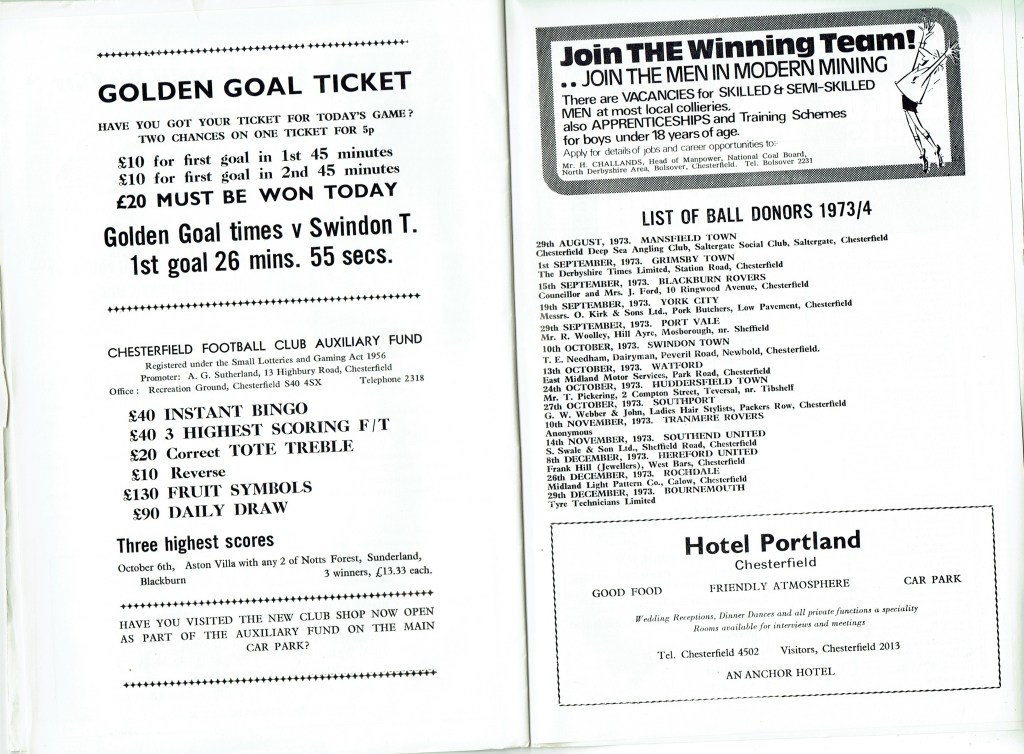 GOLDEN GOAL TICKET
HAVE YOU GOT YOUR TICKET FOR TODAY'S GAME?
TWO CHANCES ON ONE TICKET FOR 5p
£10 for first goal in 1st 45 minutes
£10 for first goal in 2nd 45 minutes
£20 MUST BE WON TODAY
Golden Goal times v Swindon T.
1st goal 26 mins. 55 secs.
CHESTERFIELD FOOTBALL CLUB AUXILIARY FUND
Registered under the Small Lotteries and Gaming Act 1956
Promoter: A. G. Sutherland, 13 Highbury Road, Chesterfield
Office: Recreation Ground, Chesterfield S40 4SX Telephone 2318
£40 INSTANT BINGO
£40 3 HIGHEST SCORING F/T
£20 Correct TOTE TREBLE
£10 Reverse
£130 FRUIT SYMBOLS
£90 DAILY DRAW
Three highest scores
October 6th, Aston Villa with any 2 of Notts Forest, Sunderland,
Blackburn 3 winners, £13.33 each.
HAVE YOU VISITED THE NEW CLUB SHOP NOW OPEN
AS PART OF THE AUXILIARY FUND ON THE MAIN
CAR PARK?
Join THE Winning Team!
.. JOIN THE MEN IN MODERN MINING
There are VACANCIES for SKILLED & SEMI-SKILLED
MEN at most local collieries.
also APPRENTICESHIPS and Training Schemes
for boys under 18 years of age.
Apply for details of jobs and career opportunities to:-
Mr. H. CHALLANDS, Head of Manpower, National Coal Board,
North Derbyshire Area, Bolsover, Chesterfield. Tel. Bolsover 2231
LIST OF BALL DONORS 1973/4
29th AUGUST, 1973. MANSFIELD TOWN
Chesterfield Deep Sea Angling Club, Saltergate Social Club, Saltergate, Chesterfield
1st SEPTEMBER, 1973. GRIMSBY TOWN
The Derbyshire Times Limited, Station Road, Chesterfield
15th SEPTEMBER, 1973. BLACKBURN ROVERS
Councillor and Mrs. J. Ford, 10 Ringwood Avenue, Chesterfield
19th SEPTEMBER, 1973. YORK CITY
Messrs. O. Kirk & Sons Ltd., Pork Butchers, Low Pavement, Chesterfield
29th SEPTEMBER, 1973. PORT VALE
Mr. R. Woolley, Hill Ayre, Mosborough, nr. Sheffield
10th OCTOBER, 1973. SWINDON TOWN
T. E. Needham, Dairyman, Peveril Road, Newbold, Chesterfield.
13th OCTOBER, 1973. WATFORD
East Midland Motor Services, Park Road, Chesterfield
24th OCTOBER, 1973. HUDDERSFIELD TOWN
Mr. T. Pickering, 2 Compton Street, Teversal, nr. Tibshelf
27th OCTOBER, 1973. SOUTHPORT
G. W. Webber & John, Ladies Hair Stylists, Packers Row, Chesterfield
10th NOVEMBER, 1973. TRANMERE ROVERS
Anonymous
14th NOVEMBER, 1973. SOUTHEND UNITED
S. Swale & Son Ltd., Sheffield Road, Chesterfield
8th DECEMBER, 1973. HEREFORD UNITED
Frank Hill (Jewellers), West Bars, Chesterfield
26th DECEMBER, 1973. ROCHDALE
Midland Light Pattern Co., Calow, Chesterfield
29th DECEMBER, 1973. BOURNEMOUTH
Tyre Technicians Limited
Hotel Portland
Chesterfield
GOOD FOOD FRIENDLY ATMOSPHERE CAR PARK
Wedding Receptions, Dinner Dances and all private functions a speciality
Rooms available for interviews and meetings
Tel. Chesterfield 4502 Visitors, Chesterfield 2013
AN ANCHOR HOTEL